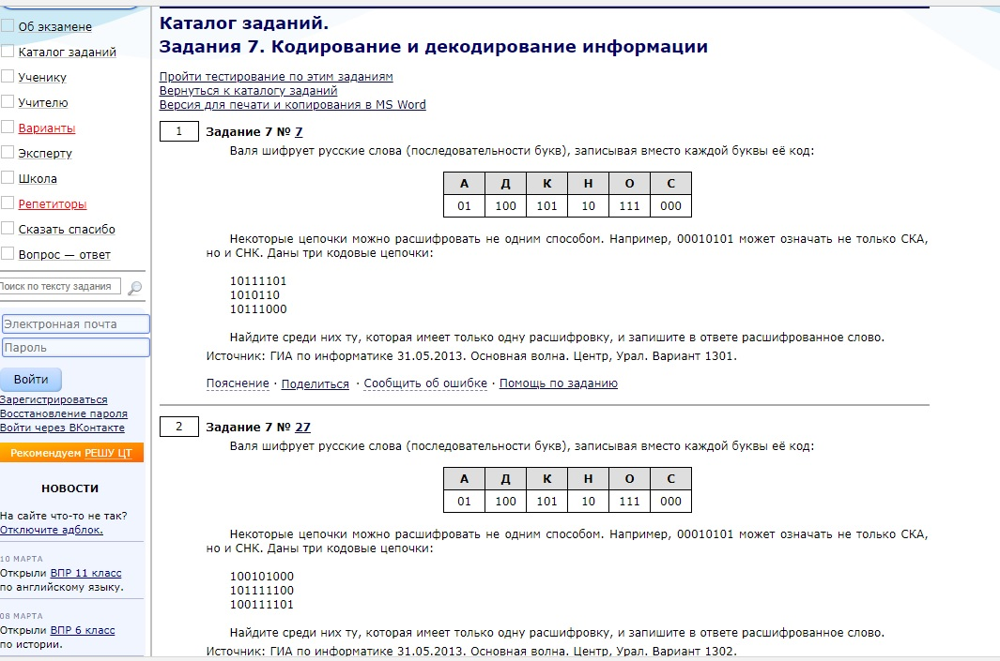 Об экзамене
Каталог заданий
Ученику
Учителю
Варианты
Эксперту
Школа
Репетиторы
Сказать спасибо
Вопрос — ответ
Поиск по тексту задания
Электронная почта
Пароль
Войти
Зарегистрироваться
Восстановление пароля
Войти через ВКонтакте
Рекомендуем РЕШУ ЦТ
НОВОСТИ
На сайте что-то не так?
Отключите адблок.
10 МАРТА
Открыли ВПР 11 класс
по английскому языку.
08 МАРТА
Открыли ВПР 6 класс
по истории.
Каталог заданий.
Задания 7. Кодирование и декодирование информации
Пройти тестирование по этим заданиям
Вернуться к каталогу заданий
Версия для печати и копирования в MS Word
1 Задание 7 № 7
Валя шифрует русские слова (последовательности букв), записывая вместо каждой буквы её код:
А Д К Н О С
01 100 101 10 111 000
Некоторые цепочки можно расшифровать не одним способом. Например, 00010101 может означать не только СКА,
но и СНК. Даны три кодовые цепочки:
10111101
1010110
10111000
Найдите среди них ту, которая имеет только одну расшифровку, и запишите в ответе расшифрованное слово.
Источник: ГИА по информатике 31.05.2013. Основная волна. Центр, Урал. Вариант 1301.
Пояснение · Поделиться · Сообщить об ошибке · Помощь по заданию
2 Задание 7 № 27
Валя шифрует русские слова (последовательности букв), записывая вместо каждой буквы её код:
А Д К Н О С
01 100 101 10 111 000
Некоторые цепочки можно расшифровать не одним способом. Например, 00010101 может означать не только СКА,
но и СНК. Даны три кодовые цепочки:
100101000
101111100
100111101
Найдите среди них ту, которая имеет только одну расшифровку, и запишите в ответе расшифрованное слово.
Источник: ГИА по информатике 31.05.2013. Основная волна. Центр, Урал. Вариант 1302.